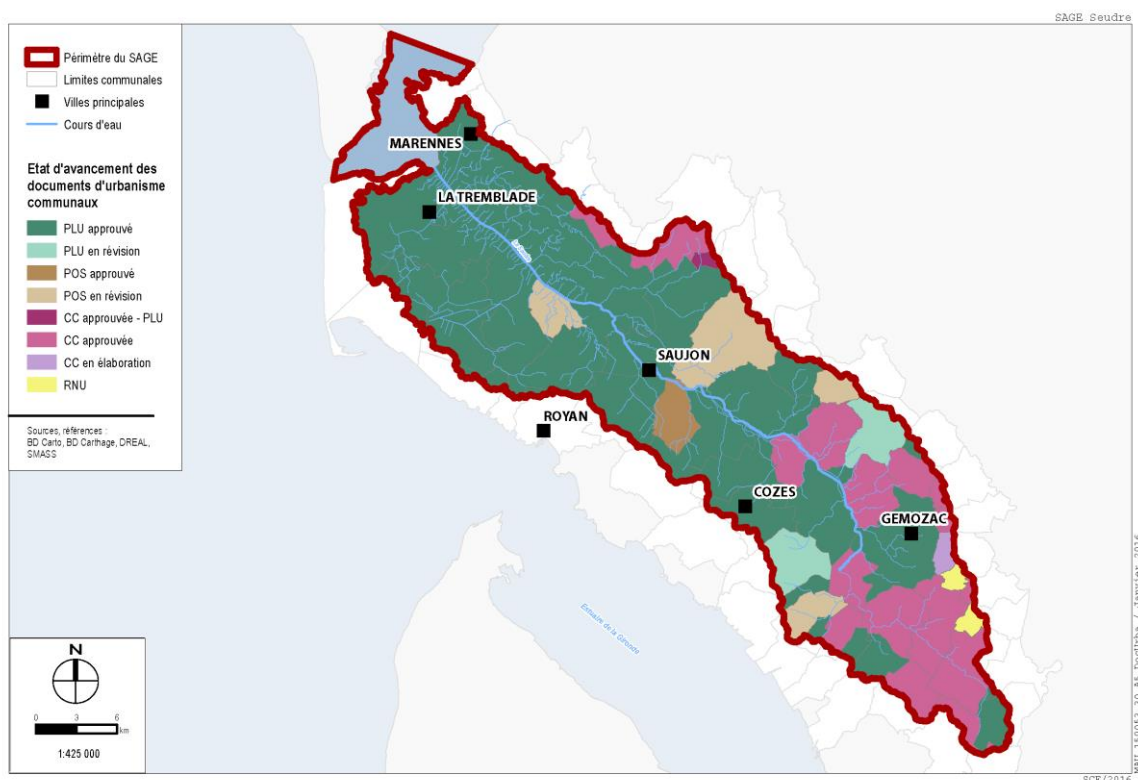 SAGE Seudre
Périmètre du SAGE
Limites communales
Villes principales
Cours d'eau
Etat d'avancement des
documents d'urbanisme
communaux
PLU approuvé
PLU en révision
POS approuvé
POS en révision
CC approuvée - PLU
CC approuvée
CC en élaboration
RNU
Sources, références :
BD Carto, BD Carthage, DREAL,
SMASS
N
0 3 6
km
1:425 000
MARENNES
LA TREMBLADE
SAUJON
ROYAN
COZES
GEMOZAC
Estuaire de la Gironde
SCE/2016